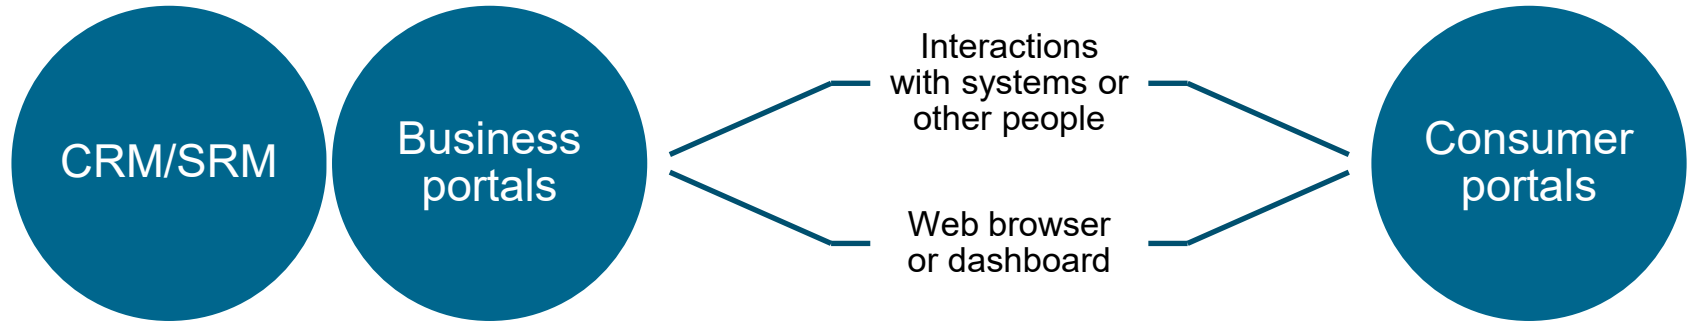 CRM/SRM
Business
portals
Interactions
with systems or
other people
Web browser
or dashboard
Consumer
portals